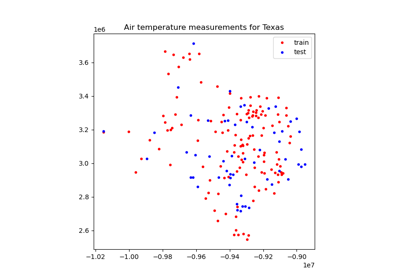 Air temperature measurements for Texas
1e6
train
test
3.6
3.4
3.2
3.0
2.8
2.6
−1.02
−1.00
−0.98
−0.96
−0.94
−0.92
−0.90
1e7